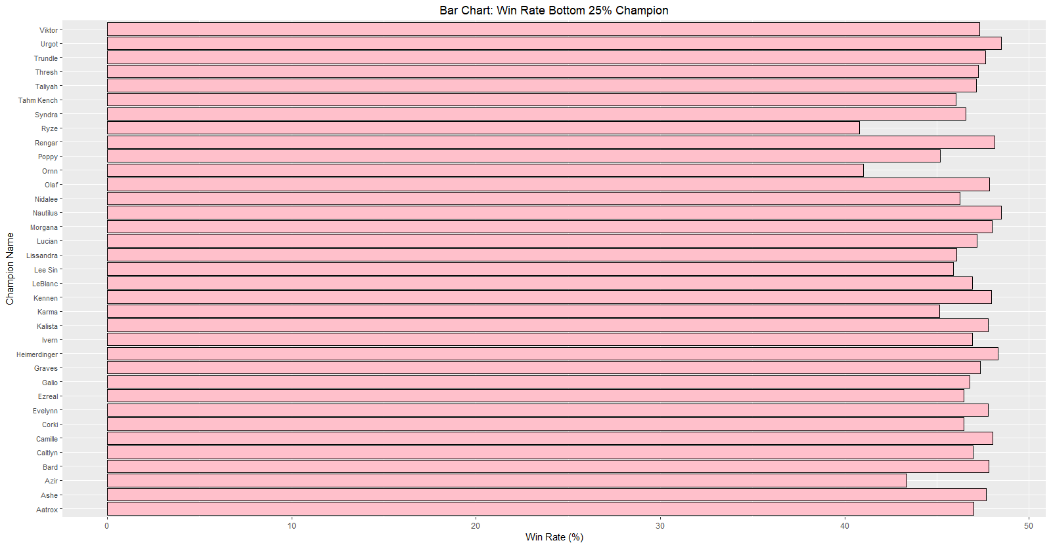 Bar Chart: Win Rate Bottom 25% Champion
Viktor
Urgot
Trundle
Thresh
Taliyah
Tahm Kench
Syndra
Ryze
Rengar
Poppy
Ornn
Olaf
Nidalee
Nautilus
Morgana
Lucian
Lissandra
Lee Sin
LeBlanc
Kennen
Karma
Kalista
Ivern
Heimerdinger
Graves
Galio
Ezreal
Evelynn
Corki
Camille
Caitlyn
Bard
Azir
Ashe
Aatrox
Champion Name
0 10 20 30 40 50
Win Rate (%)